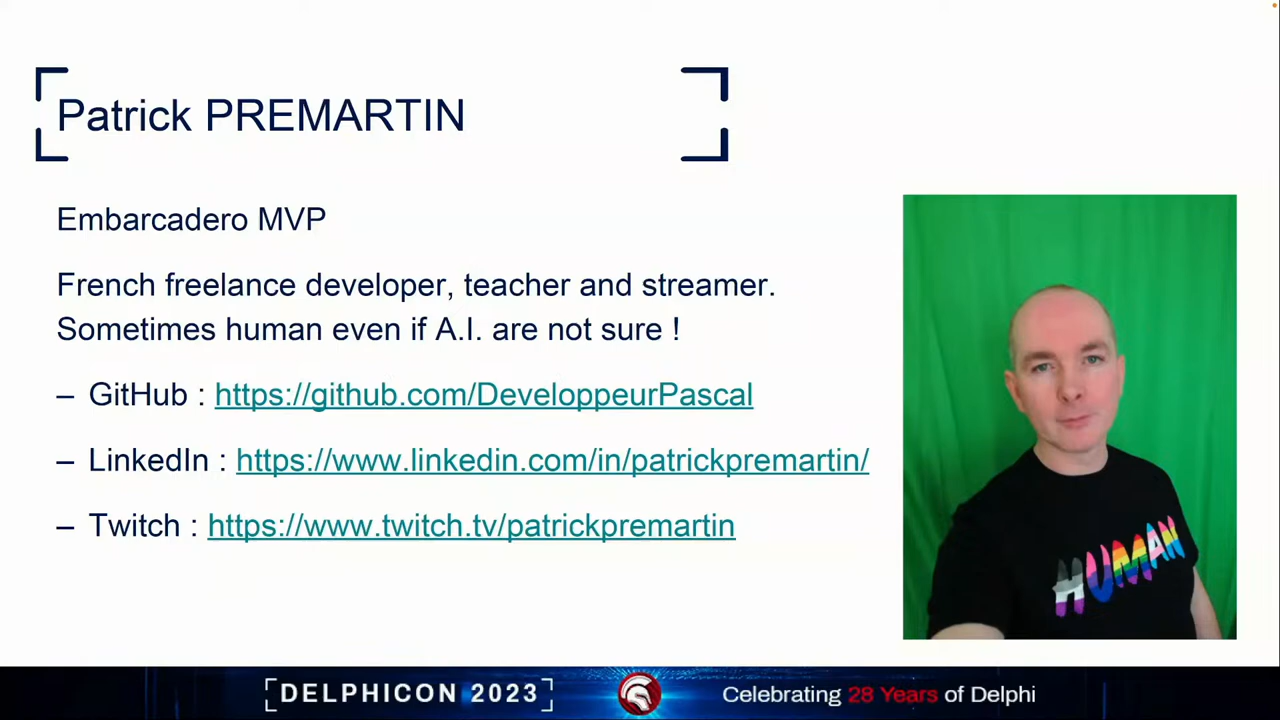 Patrick PREMARTIN
Embarcadero MVP
French freelance developer, teacher and streamer.
Sometimes human even if A.I. are not sure !
– GitHub : https://github.com/DeveloppeurPascal
– LinkedIn : https://www.linkedin.com/in/patrickpremartin/
– Twitch : https://www.twitch.tv/patrickpremartin
HUMAN
DELPHICON 2023
Celebrating 28 Years of Delphi